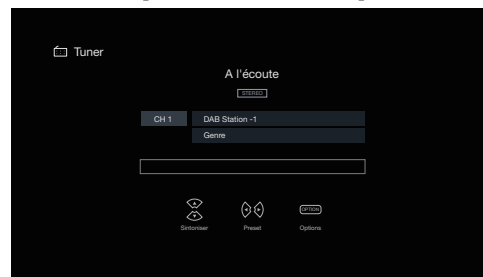 Tuner
A l'écoute
STEREO
CH 1 DAB Station -1
Genre
OPTION
Sintoniser Preset Options